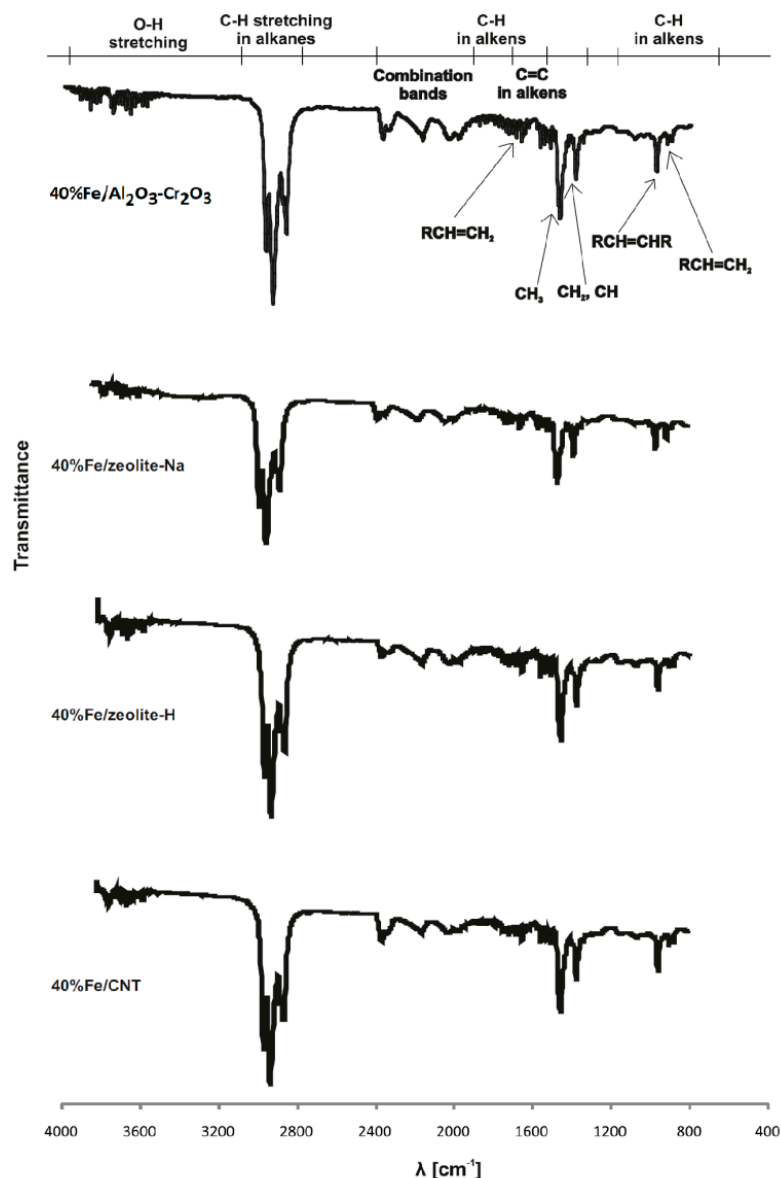 O-H
stretching
C-H stretching
in alkanes
C-H
in alkens
C-H
in alkens
Combination
bands
C=C
in alkens
40%Fe/Al₂O₃-Cr₂O₃
RCH=CH₂
CH₃
CH₂, CH
RCH=CHR
RCH=CH₂
40%Fe/zeolite-Na
Transmittance
40%Fe/zeolite-H
40%Fe/CNT
4000 3600 3200 2800 2400 2000 1600 1200 800 400
λ [cm⁻¹]